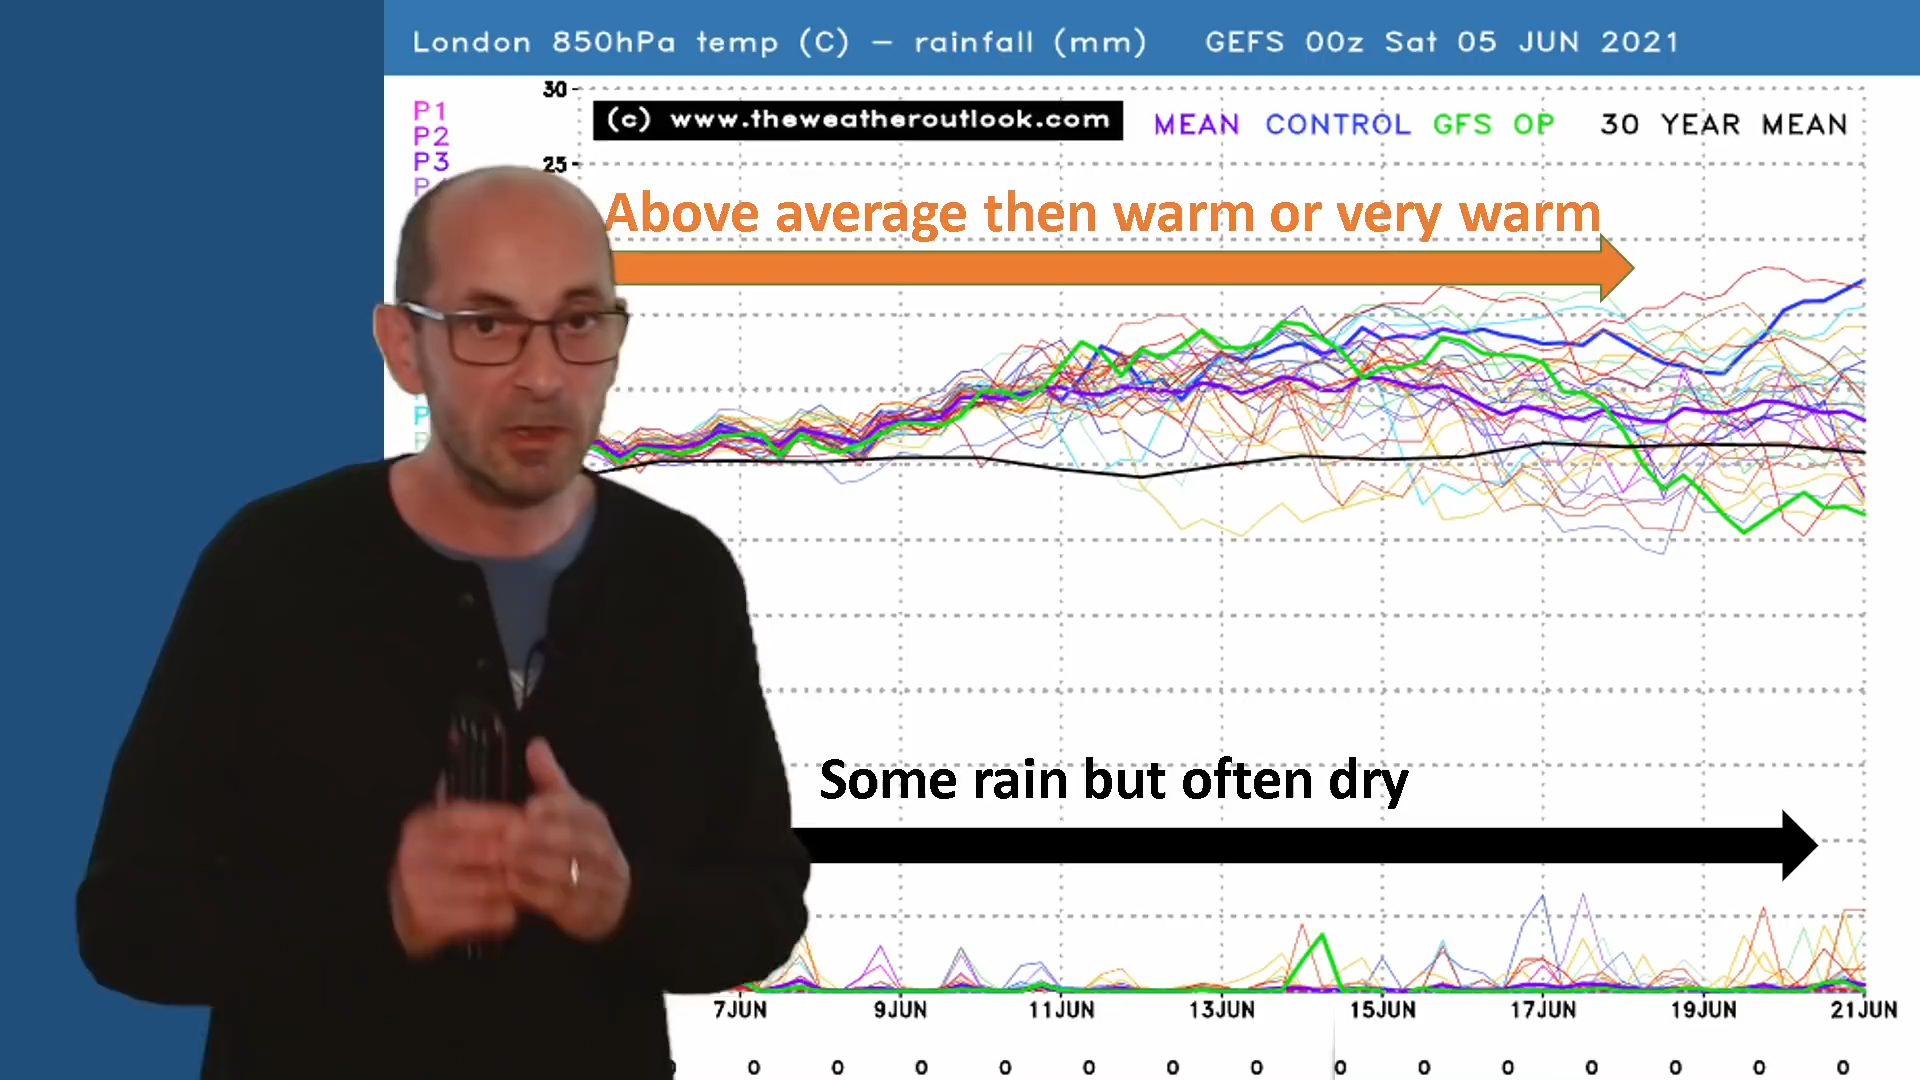 London 850hPa temp (C) – rainfall (mm) GEFS 00z Sat 05 JUN 2021
30
(c) www.theweatheroutlook.com MEAN CONTROL GFS OP 30 YEAR MEAN
P1
P2
P3
25
Above average then warm or very warm
Some rain but often dry
7JUN 9JUN 11JUN 13JUN 15JUN 17JUN 19JUN 21JUN
0 0 0 0 0 0 0 0 0 0 0 0 0 0